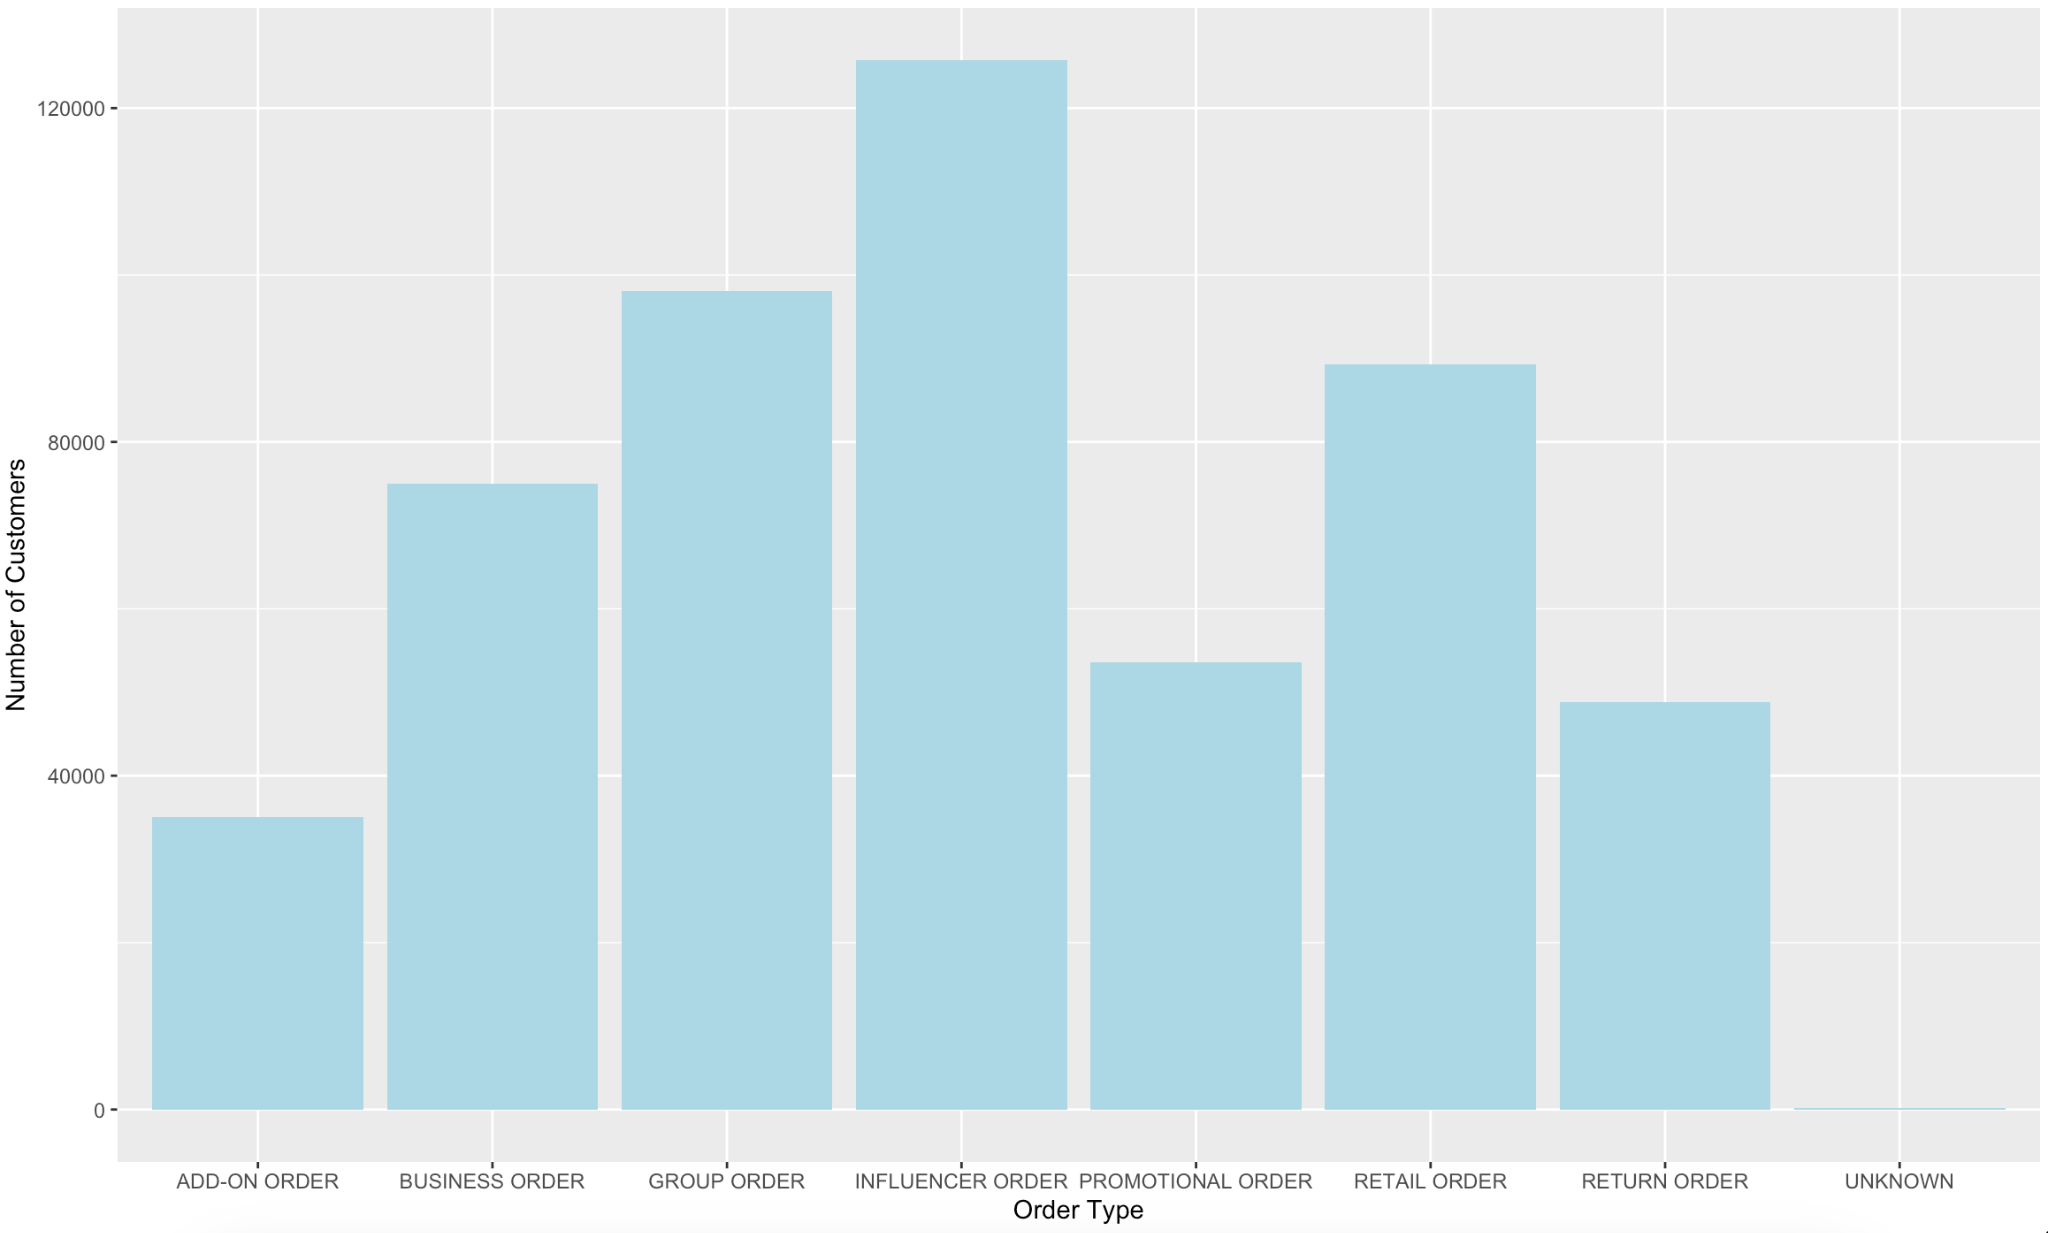 Number of Customers
120000
80000
40000
0
ADD-ON ORDER
BUSINESS ORDER
GROUP ORDER
INFLUENCER ORDER
PROMOTIONAL ORDER
RETAIL ORDER
RETURN ORDER
UNKNOWN
Order Type